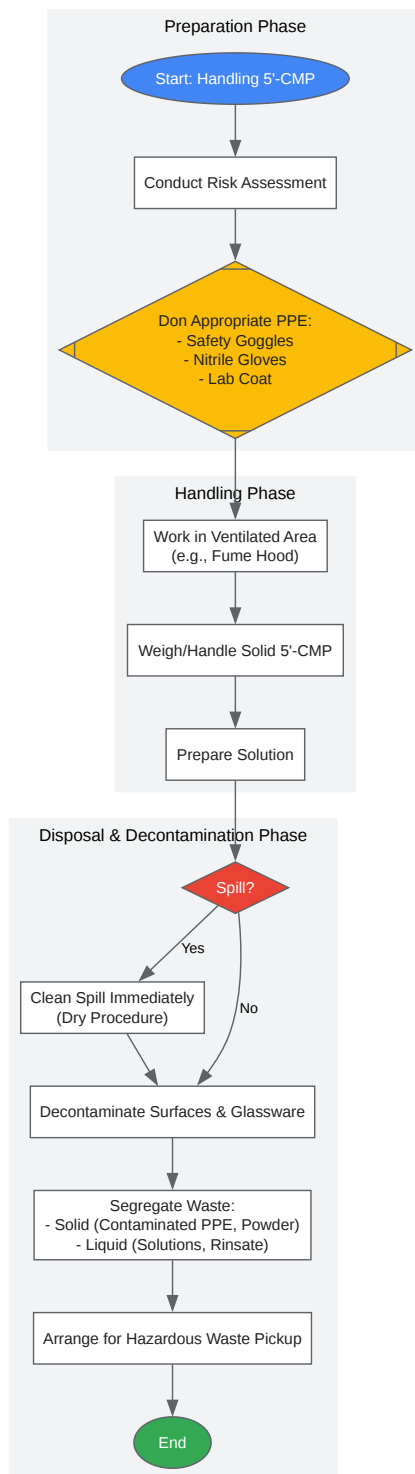 Preparation Phase
Start: Handling 5'-CMP
Conduct Risk Assessment
Don Appropriate PPE:
- Safety Goggles
- Nitrile Gloves
- Lab Coat
Handling Phase
Work in Ventilated Area
(e.g., Fume Hood)
Weigh/Handle Solid 5'-CMP
Prepare Solution
Disposal & Decontamination Phase
Spill?
Yes
Clean Spill Immediately
(Dry Procedure)
No
Decontaminate Surfaces & Glassware
Segregate Waste:
- Solid (Contaminated PPE, Powder)
- Liquid (Solutions, Rinsate)
Arrange for Hazardous Waste Pickup
End